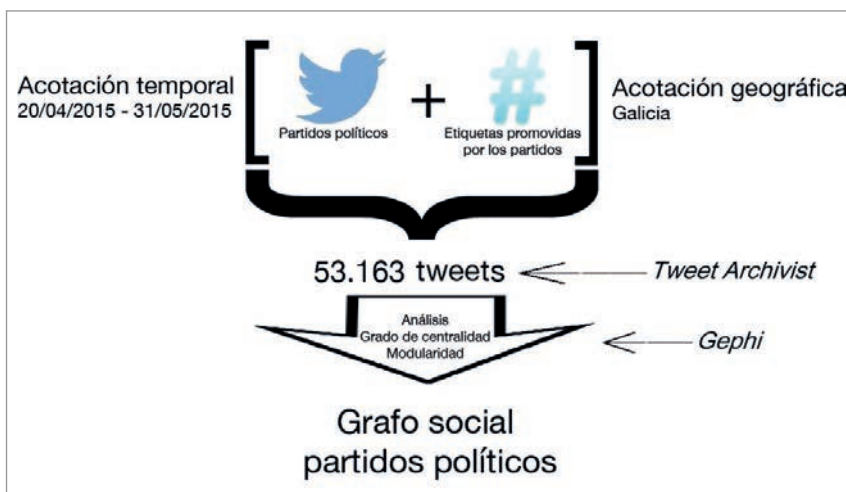 Acotación temporal
20/04/2015 - 31/05/2015
+
#
Partidos políticos
Etiquetas promovidas
por los partidos
Acotación geográfica
Galicia
53.163 tweets
Tweet Archivist
Análisis
Grado de centralidad
Modularidad
Gephi
Grafo social
partidos políticos